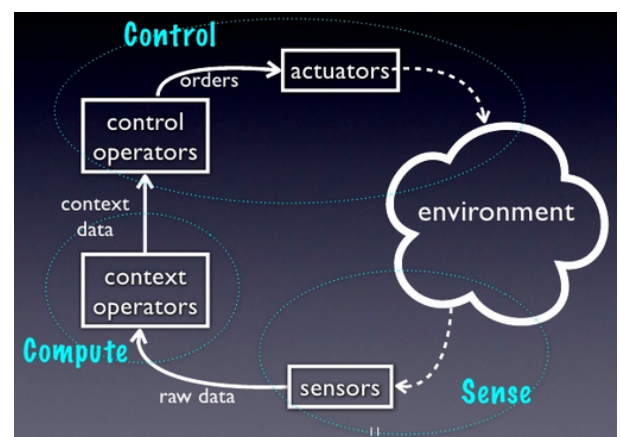 Control
orders
actuators
control
operators
context
data
environment
context
operators
Compute
raw data
sensors
Sense